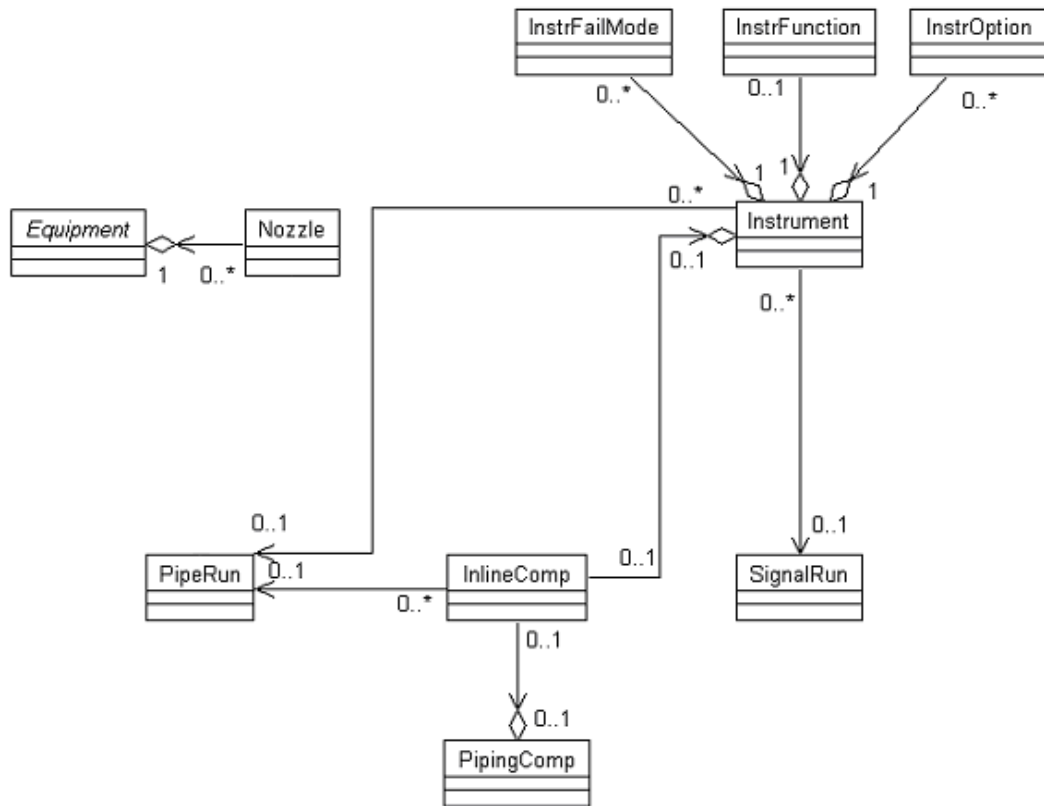 InstrFailMode InstrFunction InstrOption
0..* 0..1 0..*
1 1 1
0..*
Equipment Nozzle Instrument
1 0..* 0..1
0..*
0..1 0..1
0..1 0..1
PipeRun InlineComp SignalRun
0..*
0..1
0..1
PipingComp